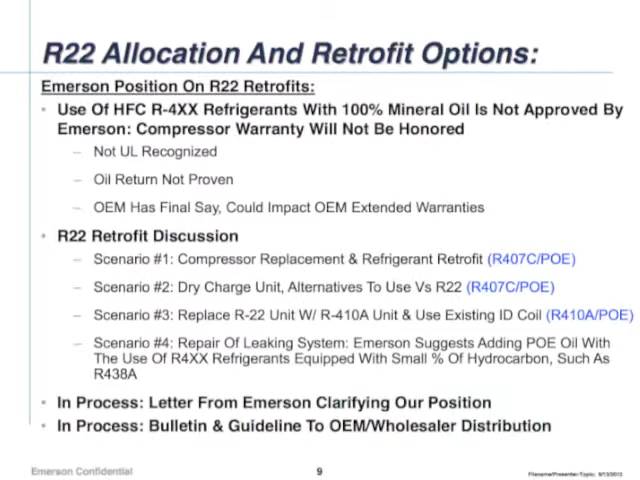 R22 Allocation And Retrofit Options:
Emerson Position On R22 Retrofits:
• Use Of HFC R-4XX Refrigerants With 100% Mineral Oil Is Not Approved By
Emerson: Compressor Warranty Will Not Be Honored
– Not UL Recognized
– Oil Return Not Proven
– OEM Has Final Say, Could Impact OEM Extended Warranties
• R22 Retrofit Discussion
– Scenario #1: Compressor Replacement & Refrigerant Retrofit (R407C/POE)
– Scenario #2: Dry Charge Unit, Alternatives To Use Vs R22 (R407C/POE)
– Scenario #3: Replace R-22 Unit W/ R-410A Unit & Use Existing ID Coil (R410A/POE)
– Scenario #4: Repair Of Leaking System: Emerson Suggests Adding POE Oil With
The Use Of R4XX Refrigerants Equipped With Small % Of Hydrocarbon, Such As
R438A
• In Process: Letter From Emerson Clarifying Our Position
• In Process: Bulletin & Guideline To OEM/Wholesaler Distribution
Emerson Confidential
9
Filename/Presenter-Topic: